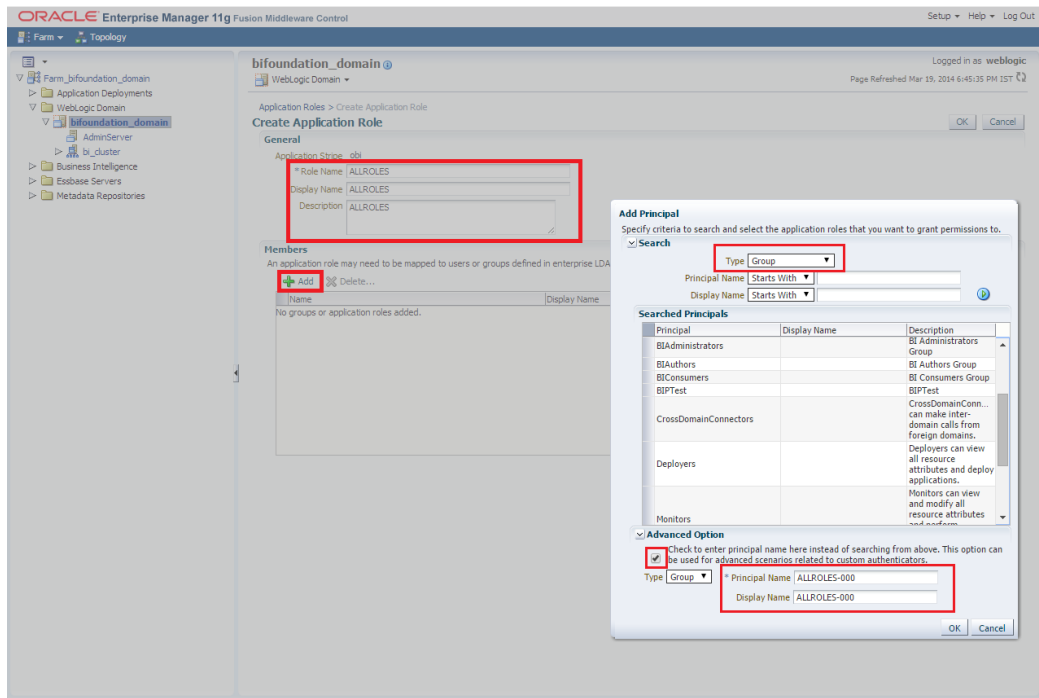 ORACLE Enterprise Manager 11g Fusion Middleware Control
Setup Help Log Out
Farm Topology
Farm_bifoundation_domain
Application Deployments
WebLogic Domain
bifoundation_domain
AdminServer
bi_cluster
Business Intelligence
Essbase Servers
Metadata Repositories
bifoundation_domain
Logged in as weblogic
WebLogic Domain
Page Refreshed Mar 19, 2014 6:45:35 PM IST
Application Roles > Create Application Role
Create Application Role
OK Cancel
General
Application Stripe obi
* Role Name ALLROLES
Display Name ALLROLES
Description ALLROLES
Members
An application role may need to be mapped to users or groups defined in enterprise LDA
Add Delete...
Name Display Name
No groups or application roles added.
Add Principal
Specify criteria to search and select the application roles that you want to grant permissions to.
Search
Type Group
Principal Name Starts With
Display Name Starts With
Searched Principals
Principal Display Name Description
BIAdministrators BI Administrators
Group
BIAuthors BI Authors Group
BIConsumers BI Consumers Group
BIPTest BIPTest
CrossDomainConnectors CrossDomainConn...
can make inter-
domain calls from
foreign domains.
Deployers Deployers can view
all resource
attributes and deploy
applications.
Monitors Monitors can view
and modify all
resource attributes
and perform
Advanced Option
Check to enter principal name here instead of searching from above. This option can
be used for advanced scenarios related to custom authenticators.
Type Group * Principal Name ALLROLES-000
Display Name ALLROLES-000
OK Cancel